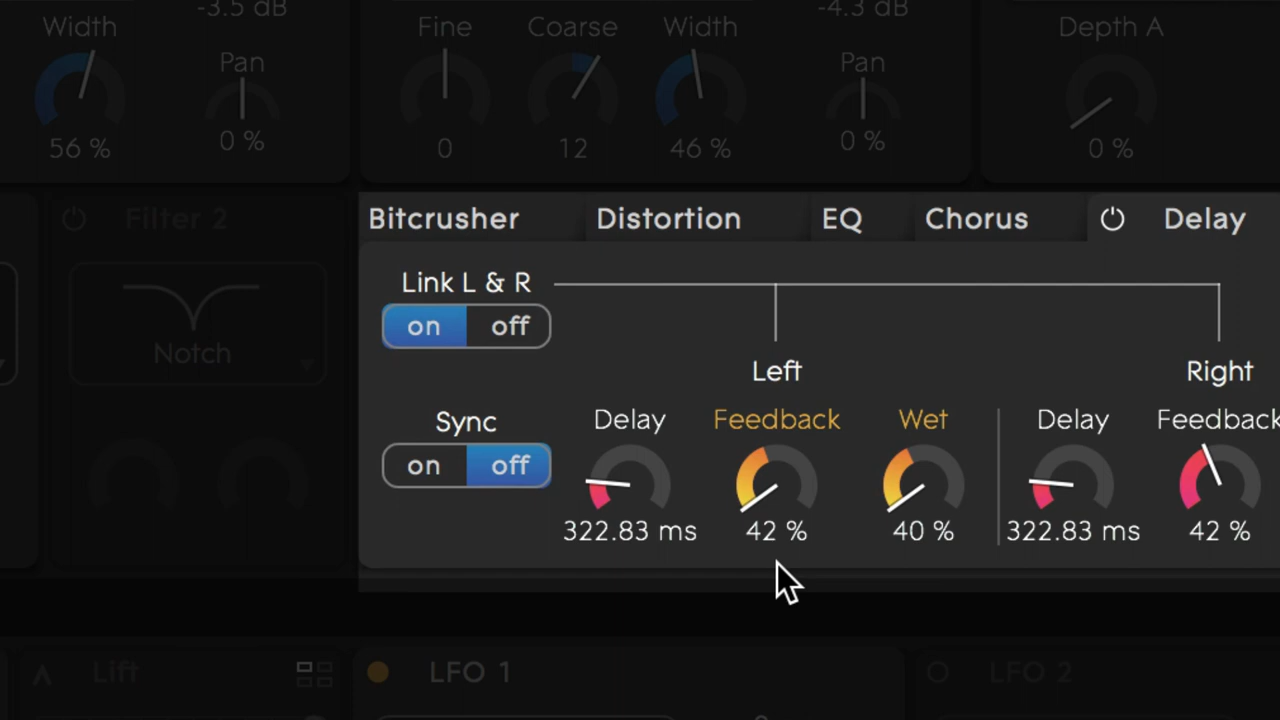 -3.5 dB
-4.3 dB
Width
Fine
Coarse
Width
Depth A
Pan
Pan
56 %
0 %
0
12
46 %
0 %
0 %
Filter 2
Bitcrusher
Distortion
EQ
Chorus
Delay
Link L & R
on
off
Notch
Left
Right
Sync
Delay
Feedback
Wet
Delay
Feedback
on
off
322.83 ms
42 %
40 %
322.83 ms
42 %
Lift
LFO 1
LFO 2